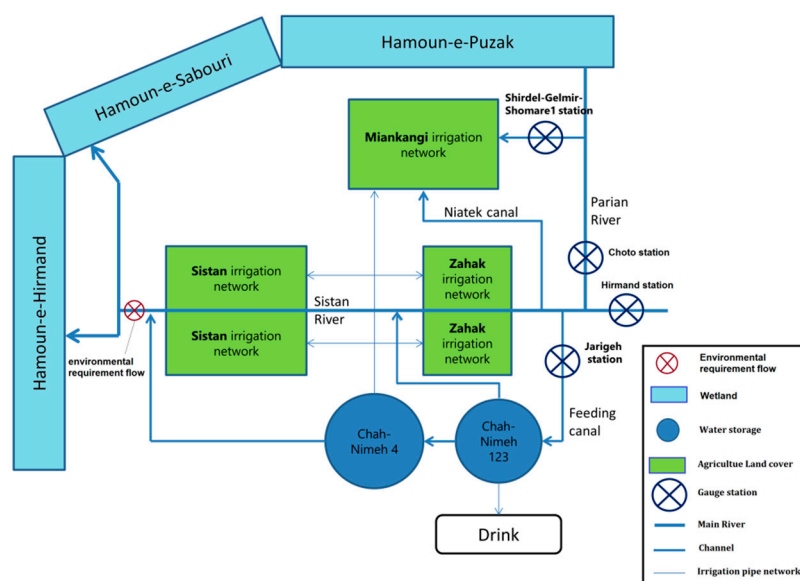 Hamoun-e-Puzak
Hamoun-e-Sabouri
Hamoun-e-Hirmand
Shirdel-Gelmir-
Shomare1 station
Miankangi irrigation
network
Niatek canal
Parian
River
Choto station
Hirmand station
Sistan irrigation
network
Zahak
irrigation
network
Sistan
River
Sistan irrigation
network
Zahak
irrigation
network
environmental
requirement flow
Jarigeh
station
Feeding
canal
Chah-
Nimeh 4
Chah-
Nimeh
123
Drink
Environmental
requirement flow
Wetland
Water storage
Agricultue Land cover
Gauge station
Main River
Channel
Irrigation pipe network